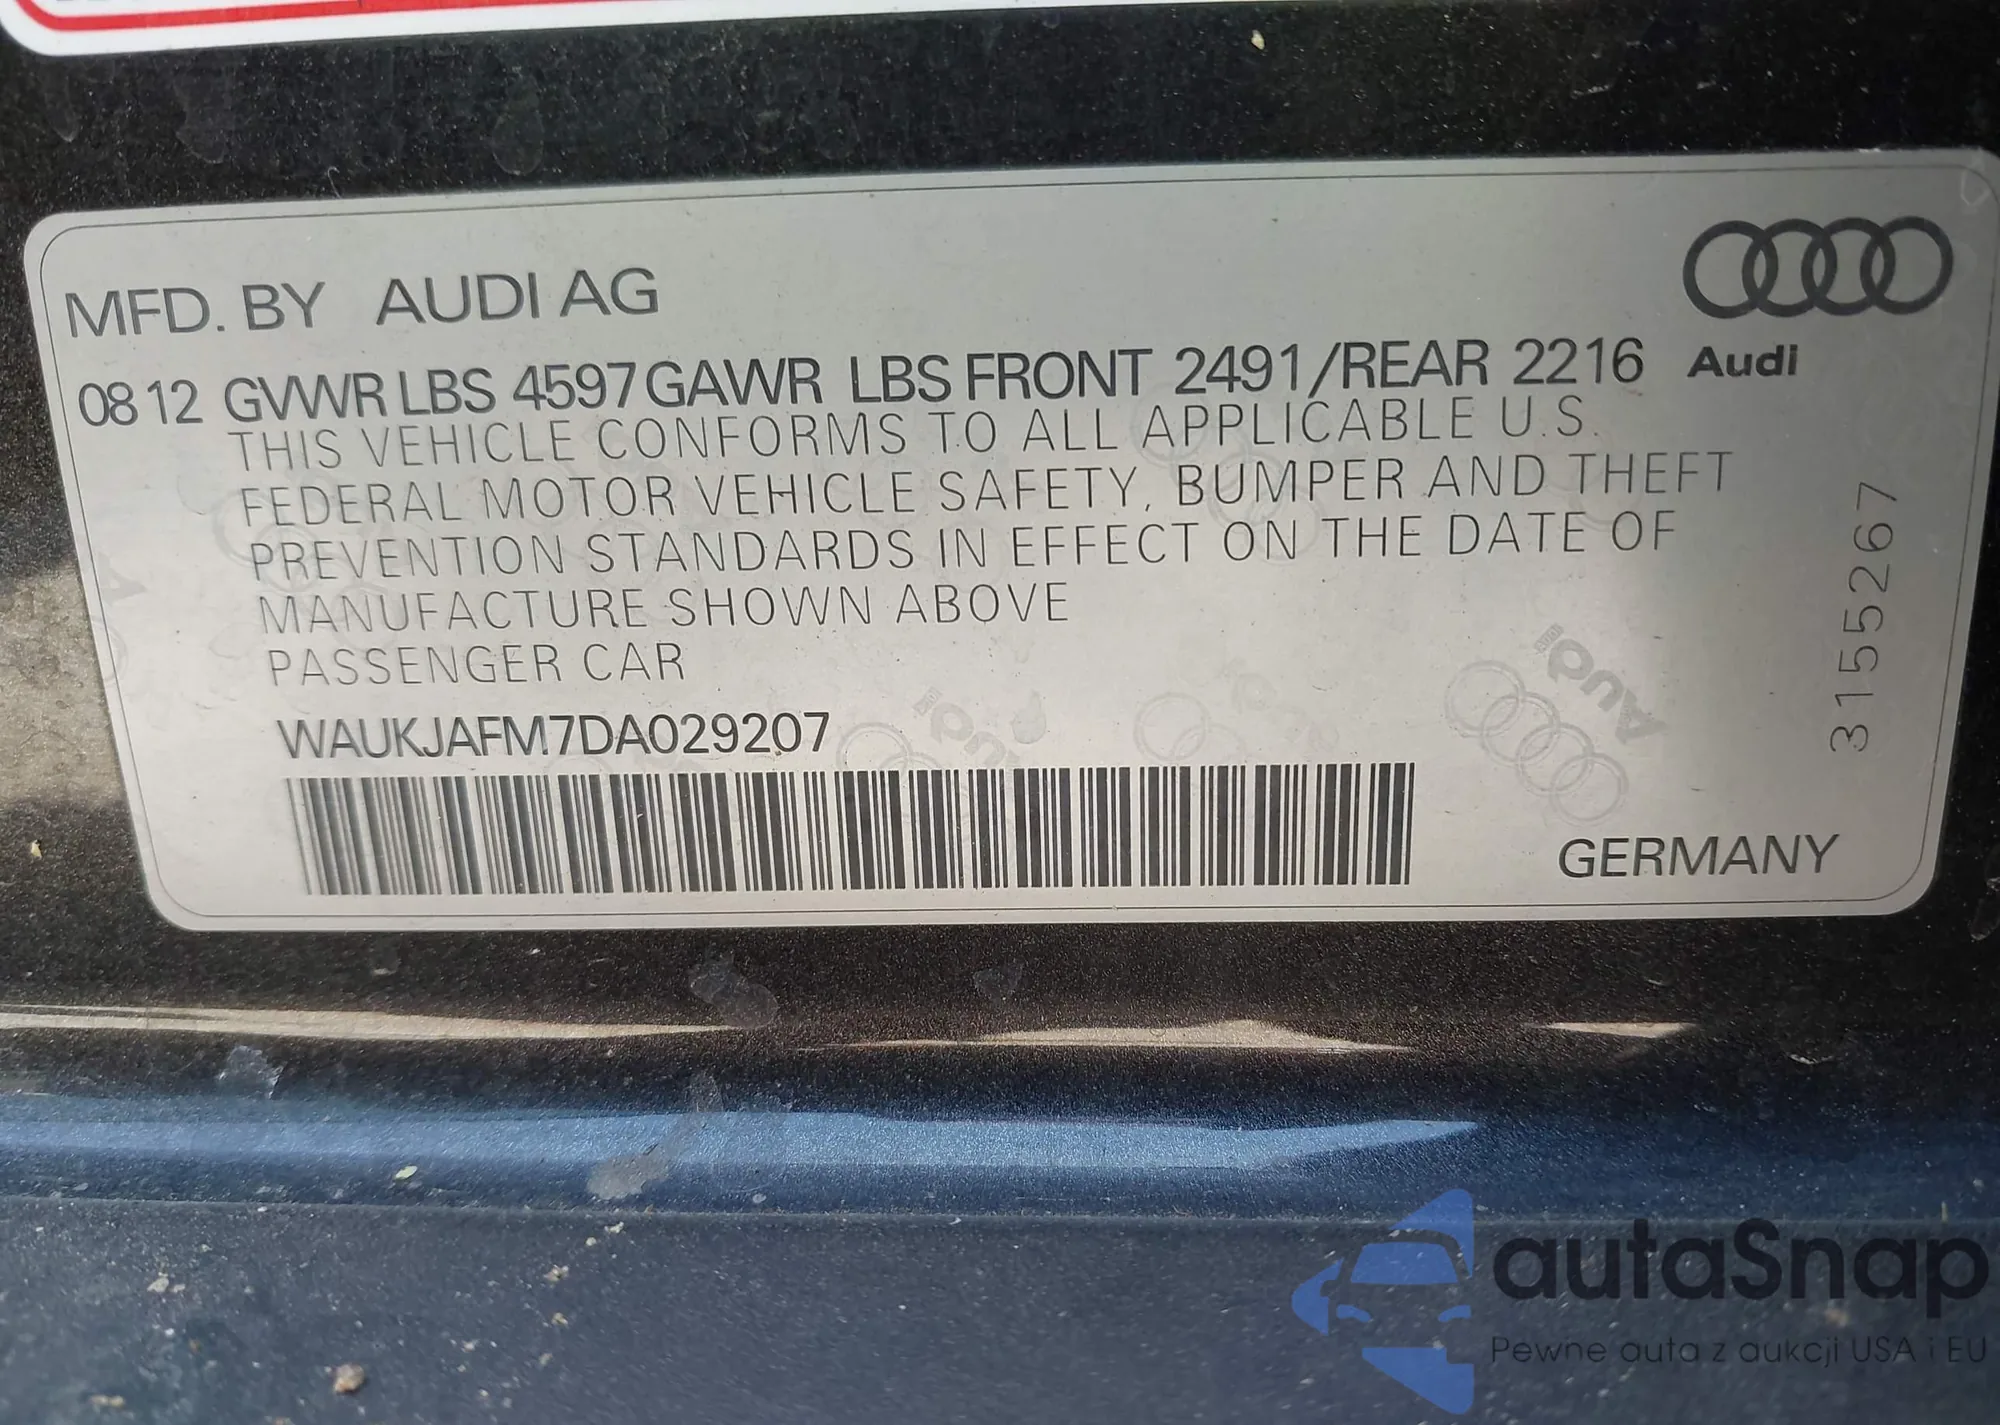 MFD. BY AUDI AG
08 12 GVWR LBS 4597 GAWR LBS FRONT 2491/REAR 2216
Audi
THIS VEHICLE CONFORMS TO ALL APPLICABLE U.S.
FEDERAL MOTOR VEHICLE SAFETY, BUMPER AND THEFT
PREVENTION STANDARDS IN EFFECT ON THE DATE OF
MANUFACTURE SHOWN ABOVE
PASSENGER CAR
WAUKJAFM7DA029207
3155267
Audi
Audi
GERMANY
autaSnap
Pewne auta z aukcji USA i EU